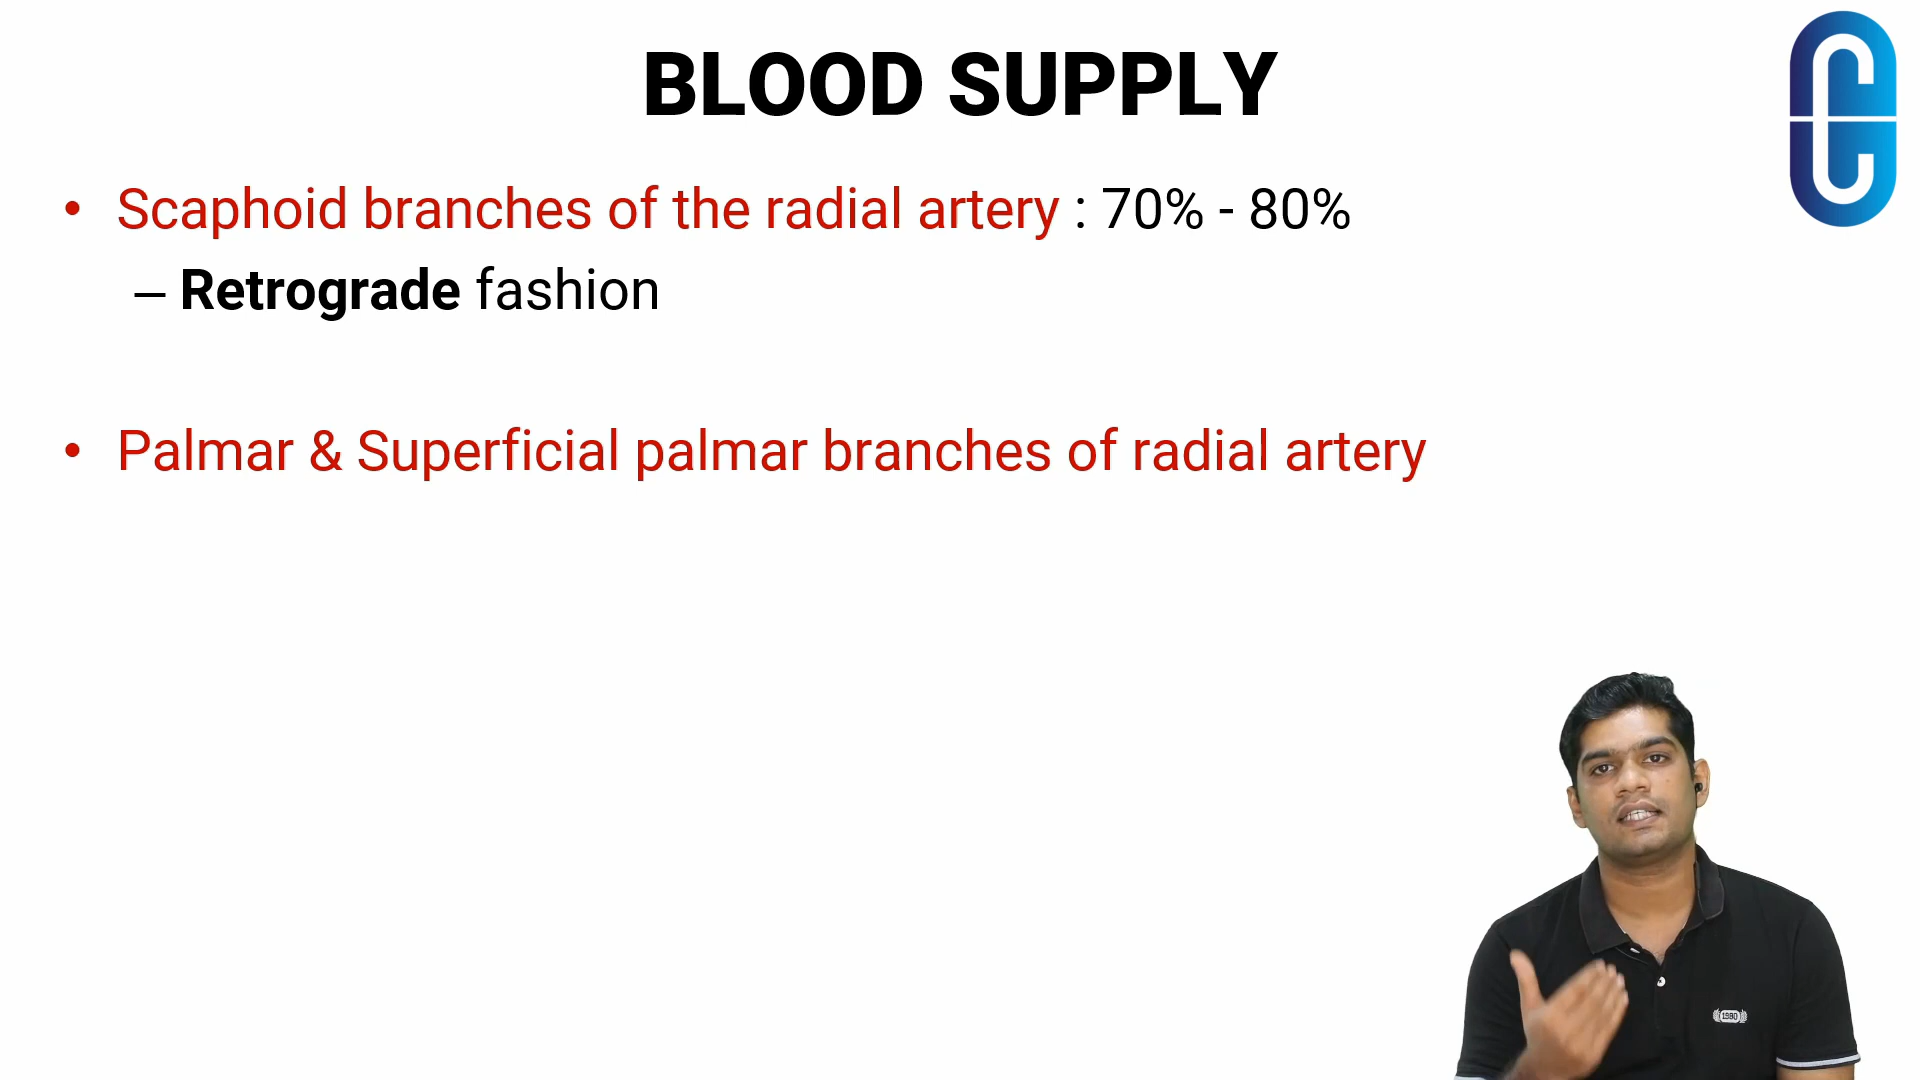 BLOOD SUPPLY
• Scaphoid branches of the radial artery : 70% - 80%
– Retrograde fashion
• Palmar & Superficial palmar branches of radial artery
1980